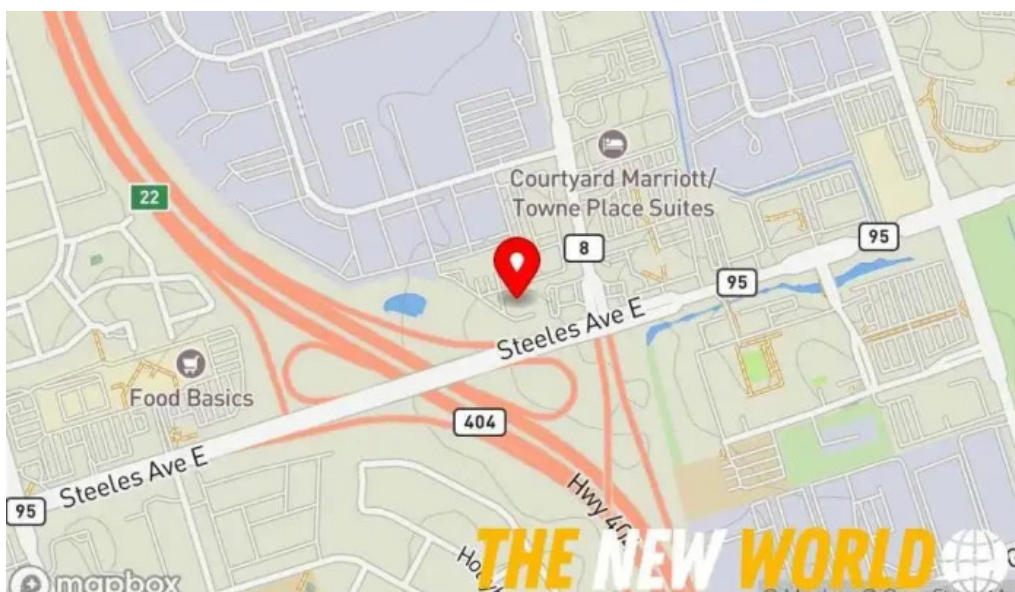 22
Courtyard Marriott/
Towne Place Suites
8
95
95
Steeles Ave E
Food Basics
404
Steeles Ave E
95
Hwy 404
THE NEW WORLD
mapbox